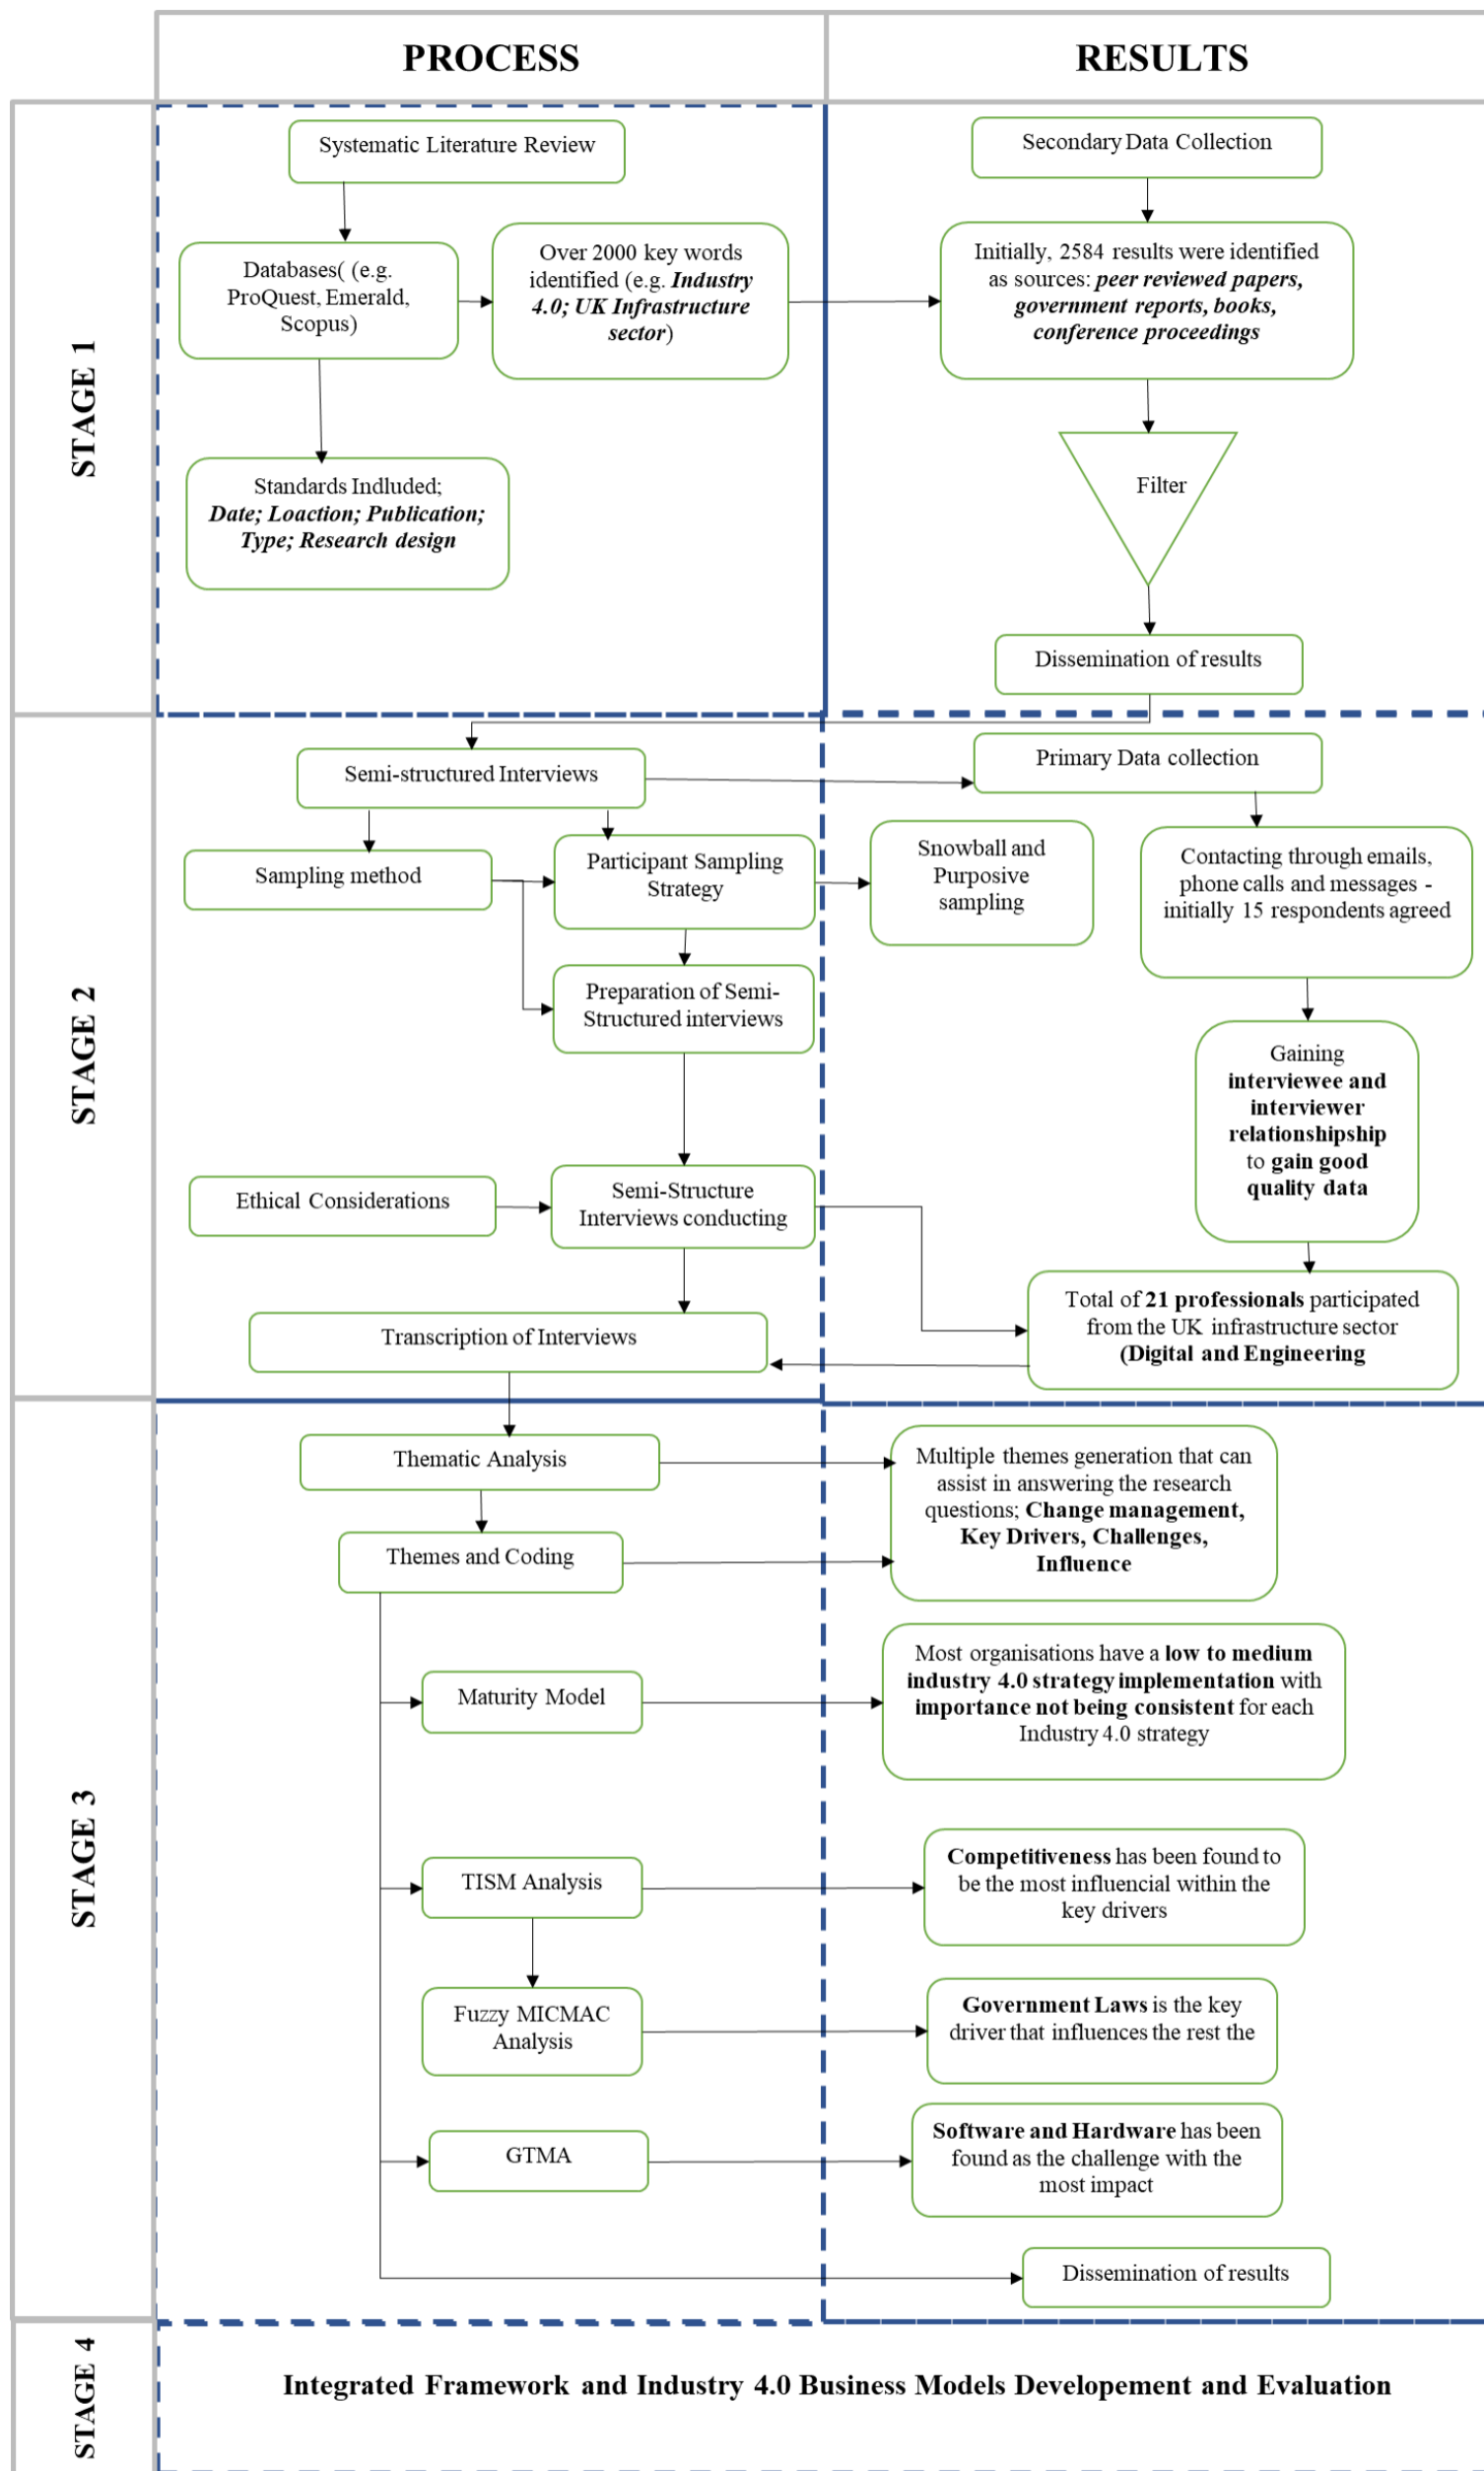 PROCESS
RESULTS
STAGE 1
Systematic Literature Review
Databases( (e.g.
ProQuest, Emerald,
Scopus)
Over 2000 key words
identified (e.g. Industry
4.0; UK Infrastructure
sector)
Standards Indluded;
Date; Loaction; Publication;
Type; Research design
Secondary Data Collection
Initially, 2584 results were identified
as sources: peer reviewed papers,
government reports, books,
conference proceedings
Filter
Dissemination of results
STAGE 2
Semi-structured Interviews
Sampling method
Participant Sampling
Strategy
Preparation of Semi-
Structured interviews
Ethical Considerations
Semi-Structure
Interviews conducting
Transcription of Interviews
Primary Data collection
Snowball and
Purposive
sampling
Contacting through emails,
phone calls and messages -
initially 15 respondents agreed
Gaining
interviewee and
interviewer
relationshipship
to gain good
quality data
Total of 21 professionals participated
from the UK infrastructure sector
(Digital and Engineering
STAGE 3
Thematic Analysis
Themes and Coding
Maturity Model
TISM Analysis
Fuzzy MICMAC
Analysis
GTMA
Multiple themes generation that can
assist in answering the research
questions; Change management,
Key Drivers, Challenges,
Influence
Most organisations have a low to medium
industry 4.0 strategy implementation with
importance not being consistent for each
Industry 4.0 strategy
Competitiveness has been found to
be the most influencial within the
key drivers
Government Laws is the key
driver that influences the rest the
Software and Hardware has been
found as the challenge with the
most impact
Dissemination of results
STAGE 4
Integrated Framework and Industry 4.0 Business Models Developement and Evaluation